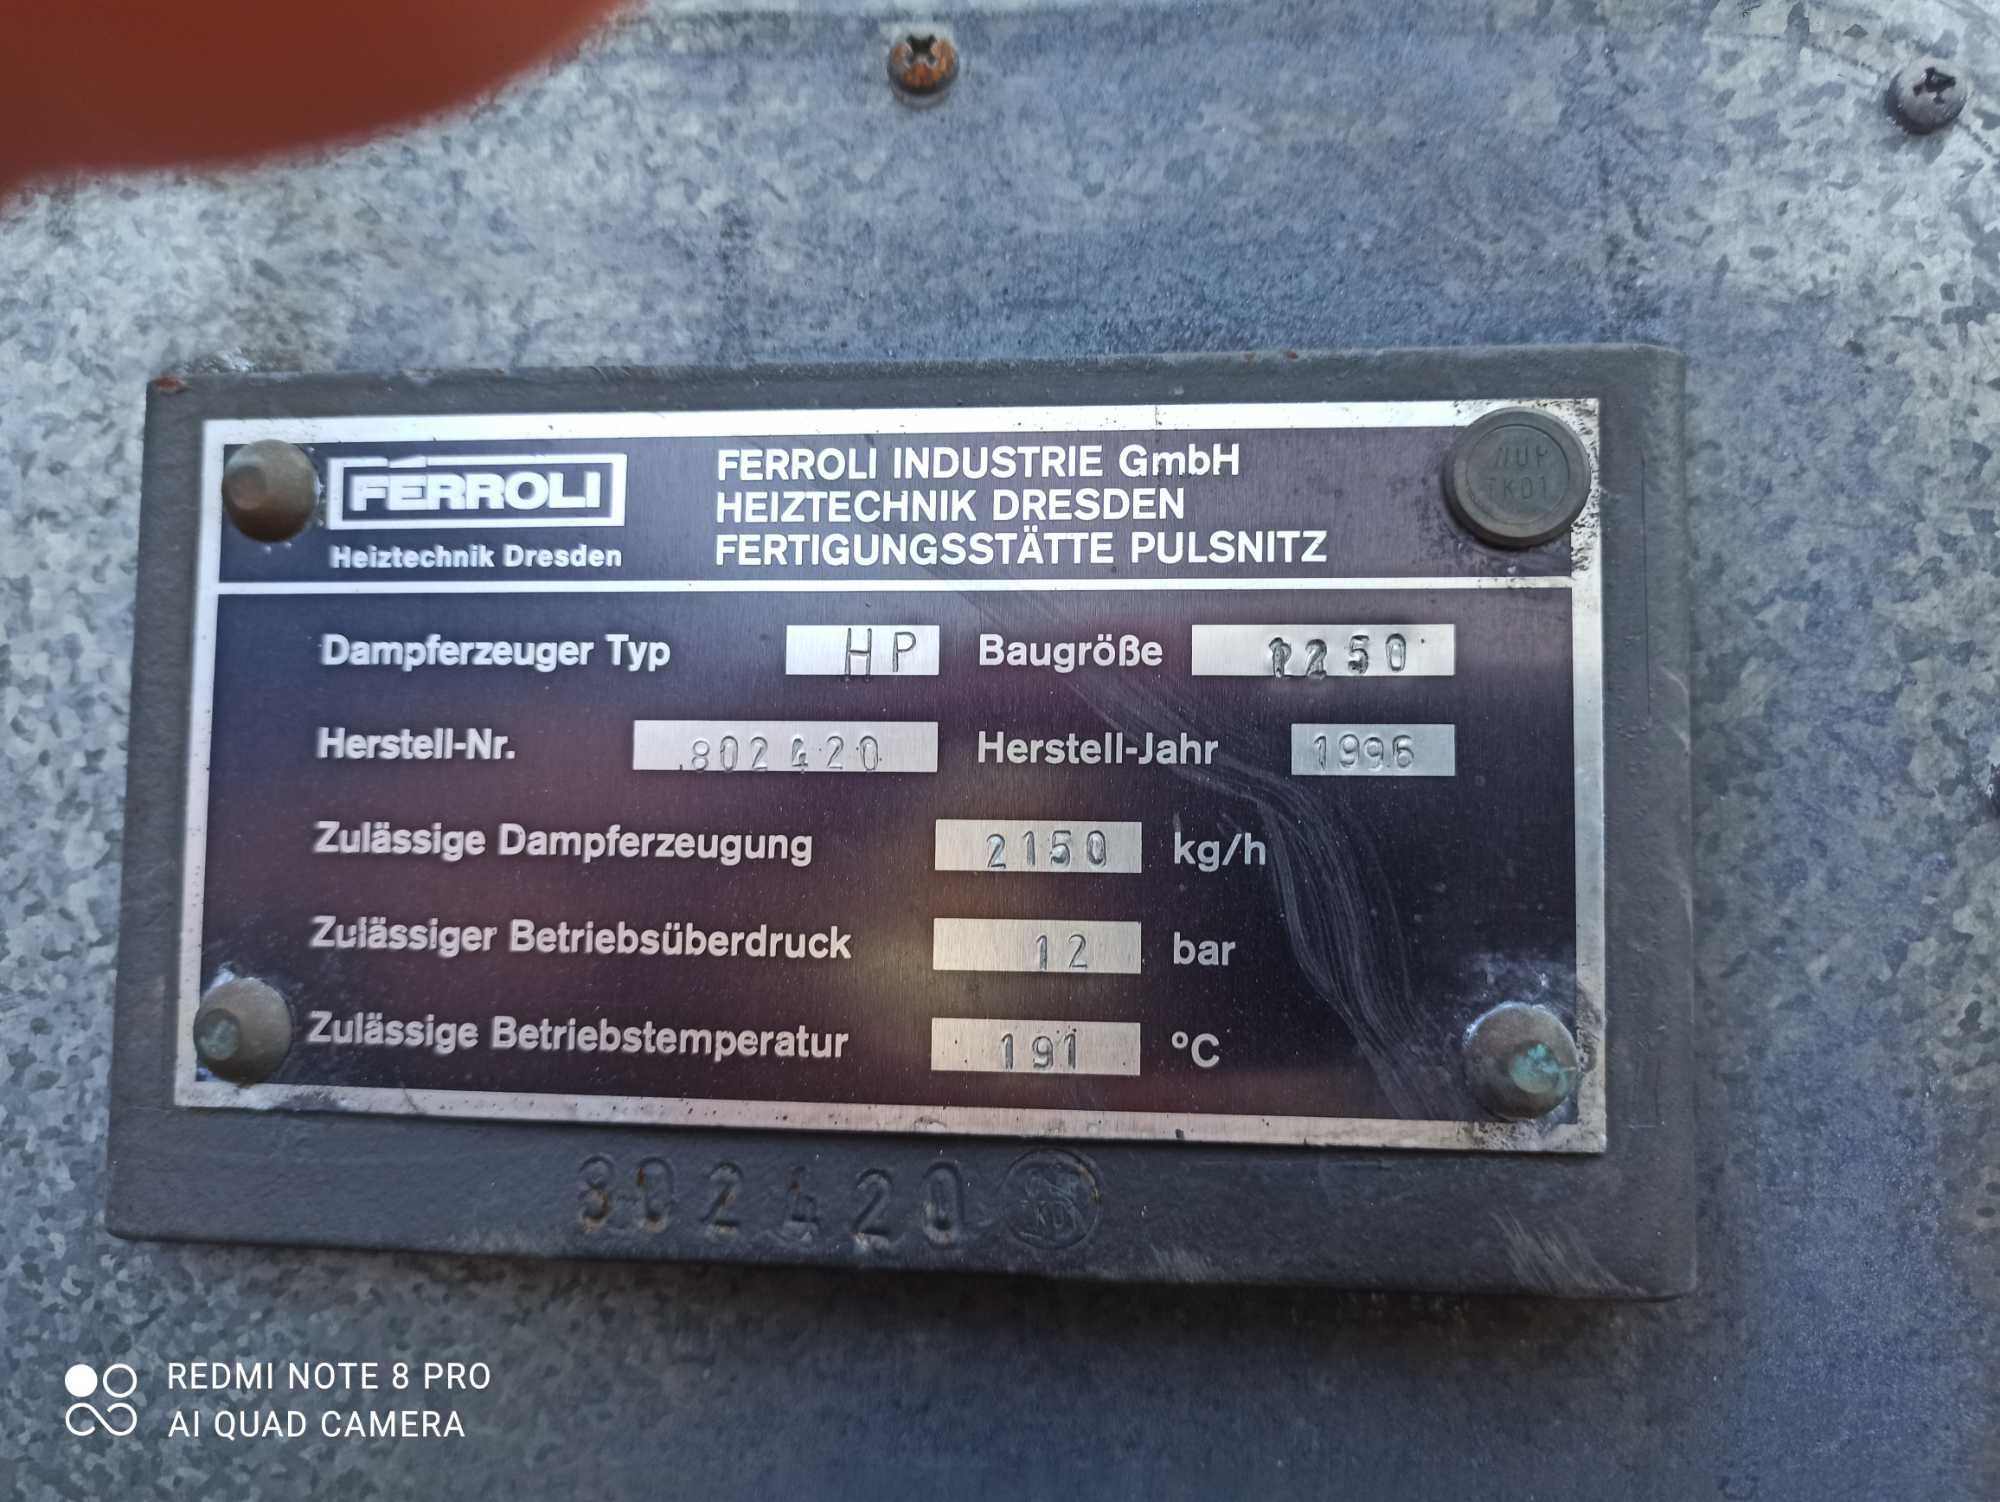 FERROLI
Heiztechnik Dresden
FERROLI INDUSTRIE GmbH
HEIZTECHNIK DRESDEN
FERTIGUNGSSTÄTTE PULSNITZ
Dampferzeuger Typ HP Baugröße
Herstell-Nr. 802420 Herstell-Jahr 1996
Zulässige Dampferzeugung 2150 kg/h
Zulässiger Betriebsüberdruck 12 bar
Zulässige Betriebstemperatur 191 °C
802420
REDMI NOTE 8 PRO
AI QUAD CAMERA